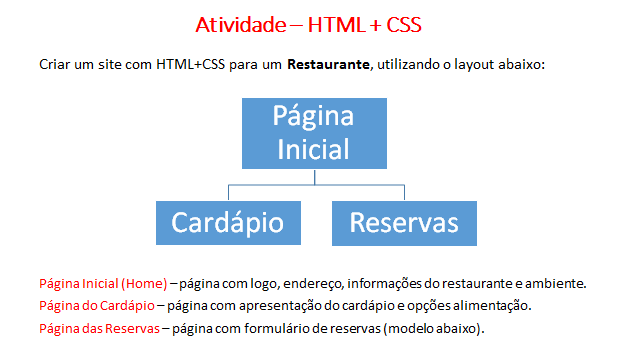 Atividade – HTML + CSS
Criar um site com HTML+CSS para um Restaurante, utilizando o layout abaixo:
Página
Inicial
Cardápio Reservas
Página Inicial (Home) – página com logo, endereço, informações do restaurante e ambiente.
Página do Cardápio – página com apresentação do cardápio e opções alimentação.
Página das Reservas – página com formulário de reservas (modelo abaixo).